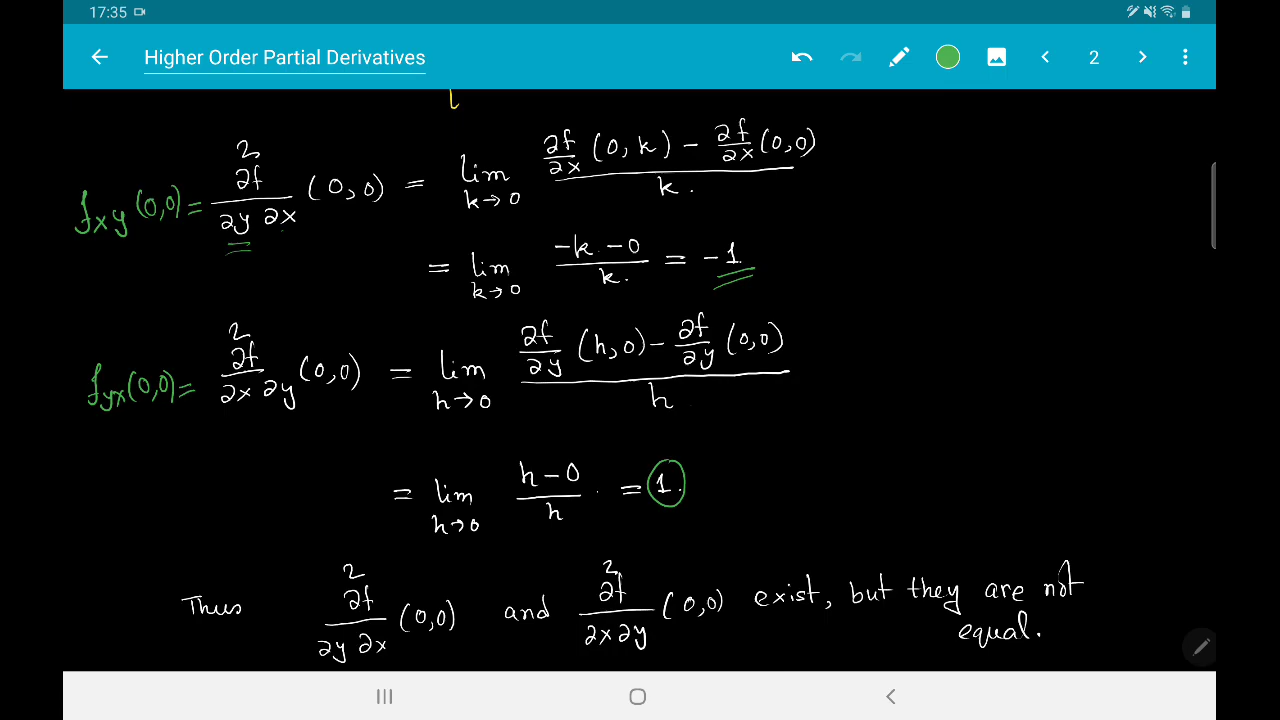 17:35
Higher Order Partial Derivatives
2
f_xy (0,0) = ∂²f/∂y ∂x (0,0) = lim k→0 (∂f/∂x (0,k) − ∂f/∂x (0,0))/k.
= lim k→0 (−k − 0)/k. = −1
f_yx (0,0) = ∂²f/∂x ∂y (0,0) = lim h→0 (∂f/∂y (h,0) − ∂f/∂y (0,0))/h
= lim h→0 (h − 0)/h. = 1.
Thus ∂²f/∂y ∂x (0,0) and ∂²f/∂x ∂y (0,0) exist, but they are not
equal.